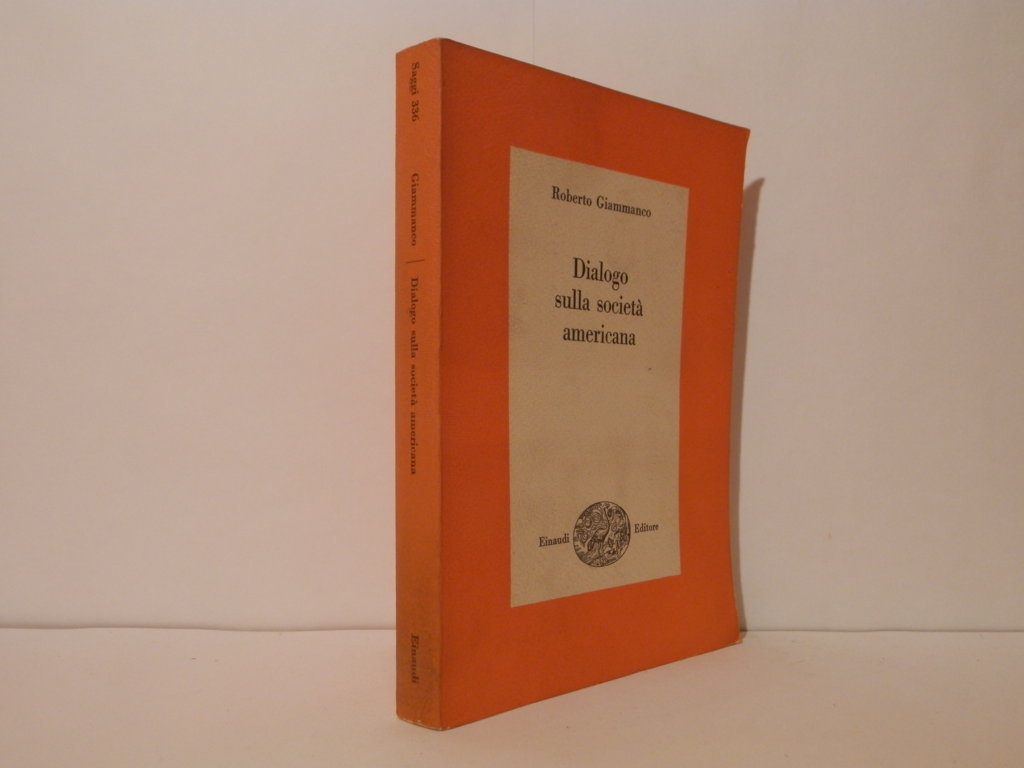 Saggi 336 Giammanco | Dialogo sulla società americana Einaudi
Roberto Giammanco
Dialogo
sulla società
americana
Einaudi Editore